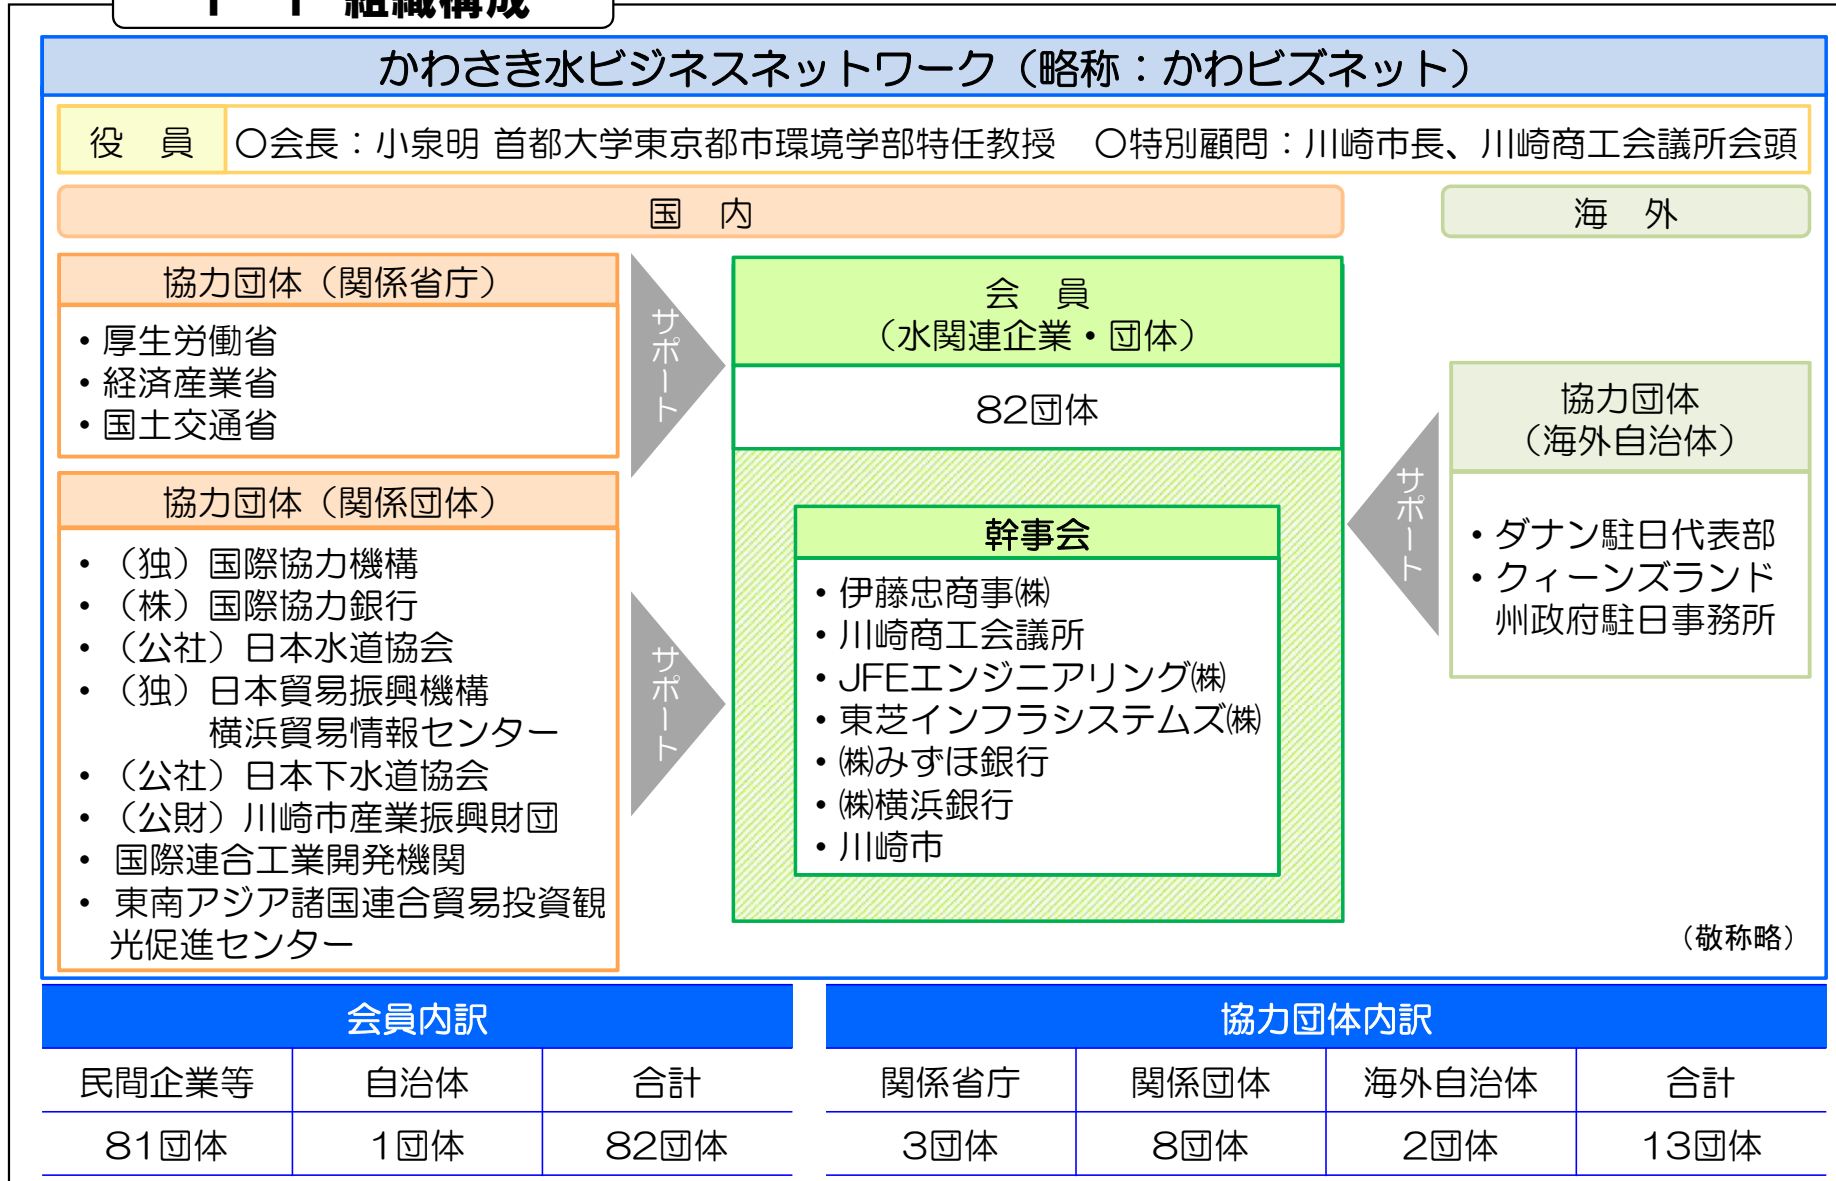 1－1 組織構成
かわさき水ビジネスネットワーク（略称：かわビズネット）
役　員　〇会長：小泉明 首都大学東京都市環境学部特任教授　〇特別顧問：川崎市長、川崎商工会議所会頭
国　内
海　外
協力団体（関係省庁）
・厚生労働省
・経済産業省
・国土交通省
サポート
協力団体（関係団体）
・（独）国際協力機構
・（株）国際協力銀行
・（公社）日本水道協会
・（独）日本貿易振興機構
横浜貿易情報センター
・（公社）日本下水道協会
・（公財）川崎市産業振興財団
・ 国際連合工業開発機関
・ 東南アジア諸国連合貿易投資観
光促進センター
サポート
会　員
（水関連企業・団体）
82団体
幹事会
・伊藤忠商事㈱
・川崎商工会議所
・JFEエンジニアリング㈱
・東芝インフラシステムズ㈱
・㈱みずほ銀行
・㈱横浜銀行
・川崎市
サポート
協力団体
（海外自治体）
・ダナン駐日代表部
・クィーンズランド
州政府駐日事務所
（敬称略）
会員内訳
民間企業等　自治体　合計
81団体　1団体　82団体
協力団体内訳
関係省庁　関係団体　海外自治体　合計
3団体　8団体　2団体　13団体